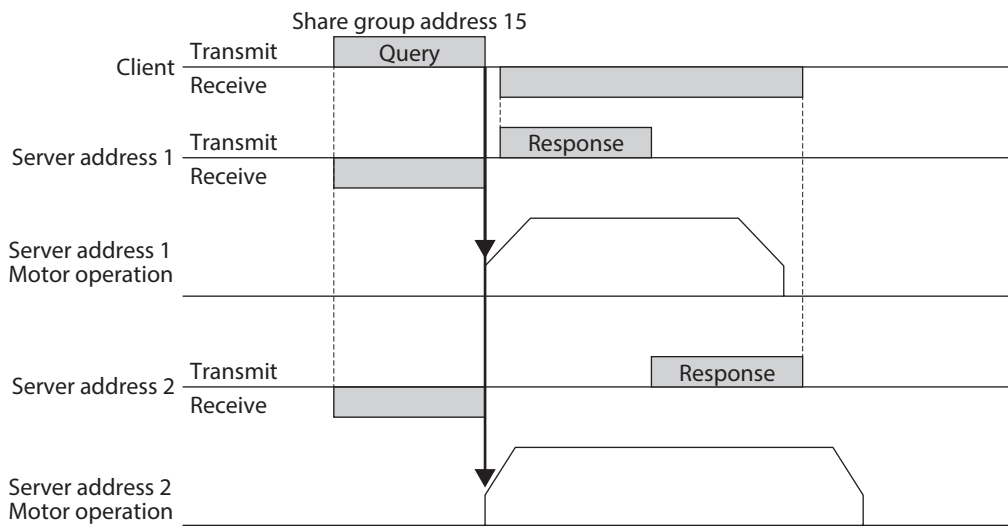 Share group address 15
Client
Transmit
Query
Receive
Server address 1
Transmit
Response
Receive
Server address 1
Motor operation
Server address 2
Transmit
Response
Receive
Server address 2
Motor operation